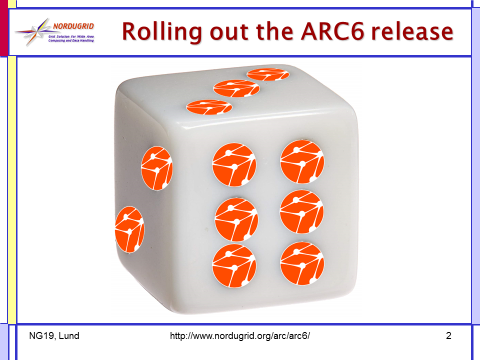 NORDUGRID
Grid Solution for Wide Area
Computing and Data Handling
Rolling out the ARC6 release
NG19, Lund
http://www.nordugrid.org/arc/arc6/
2